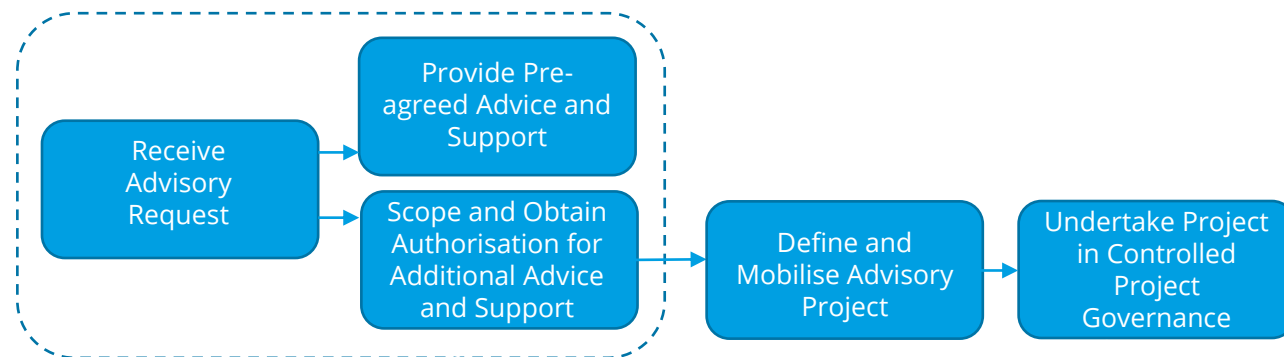 Receive
Advisory
Request
Provide Pre-
agreed Advice and
Support
Scope and Obtain
Authorisation for
Additional Advice
and Support
Define and
Mobilise Advisory
Project
Undertake Project
in Controlled
Project
Governance